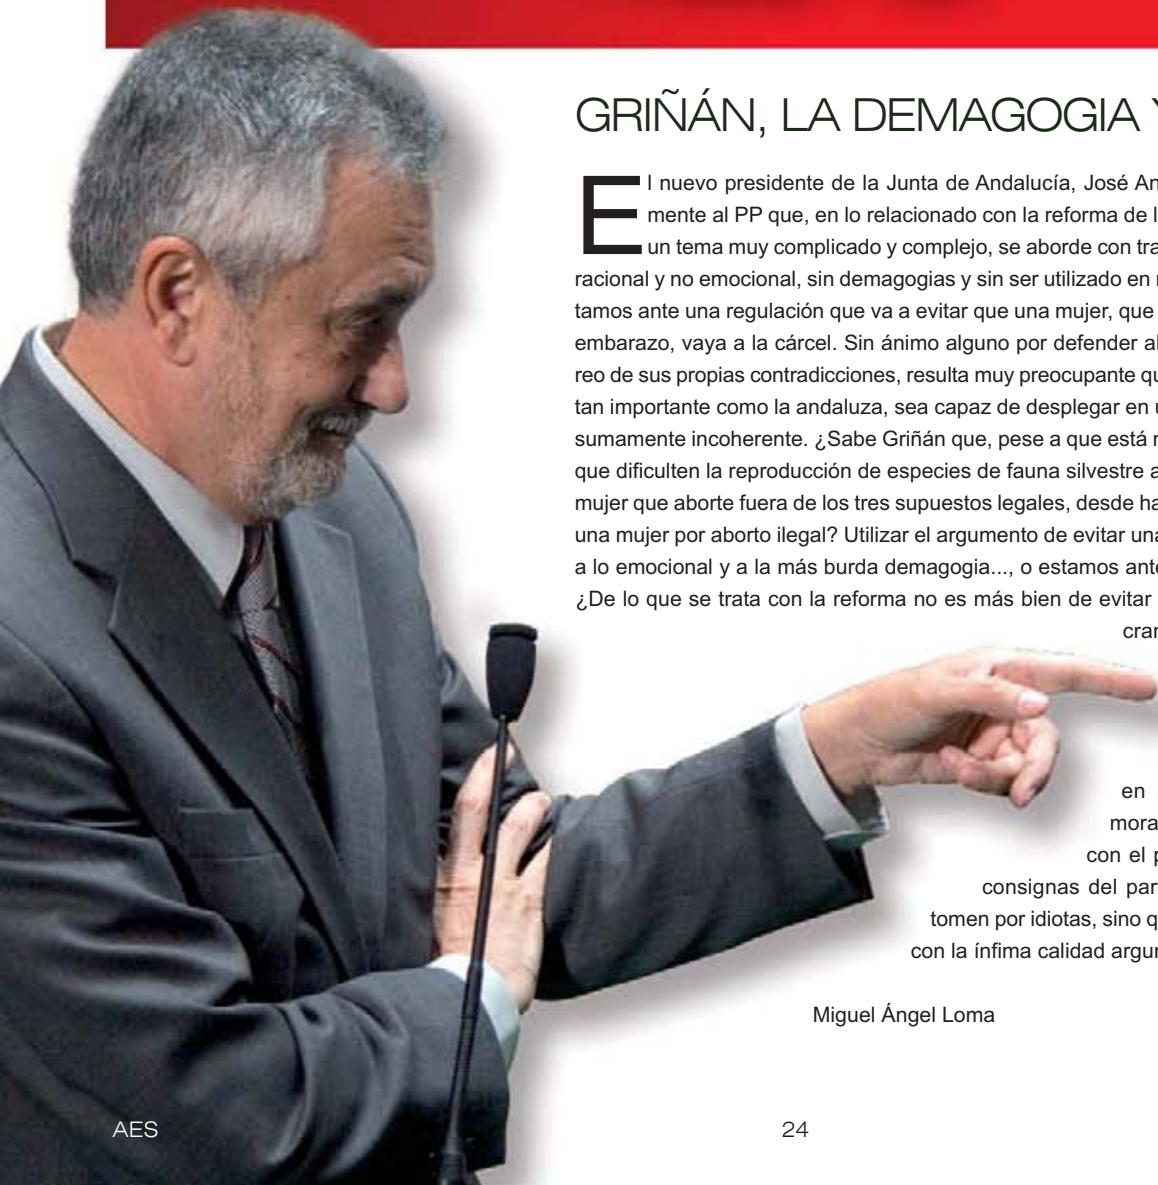 GRIÑÁN, LA DEMAGOGIA
El nuevo presidente de la Junta de Andalucía, José An
mente al PP que, en lo relacionado con la reforma de l
un tema muy complicado y complejo, se aborde con tra
racional y no emocional, sin demagogias y sin ser utilizado en
tamos ante una regulación que va a evitar que una mujer, que
embarazo, vaya a la cárcel. Sin ánimo alguno por defender al
reo de sus propias contradicciones, resulta muy preocupante qu
tan importante como la andaluza, sea capaz de desplegar en
sumamente incoherente. ¿Sabe Griñán que, pese a que está
que dificulten la reproducción de especies de fauna silvestre a
mujer que aborte fuera de los tres supuestos legales, desde ha
una mujer por aborto ilegal? Utilizar el argumento de evitar una
a lo emocional y a la más burda demagogia..., o estamos ante
¿De lo que se trata con la reforma no es más bien de evitar
cran
en
mora
con el p
consignas del par
tomen por idiotas, sino q
con la ínfima calidad argu
Miguel Ángel Loma
AES 24